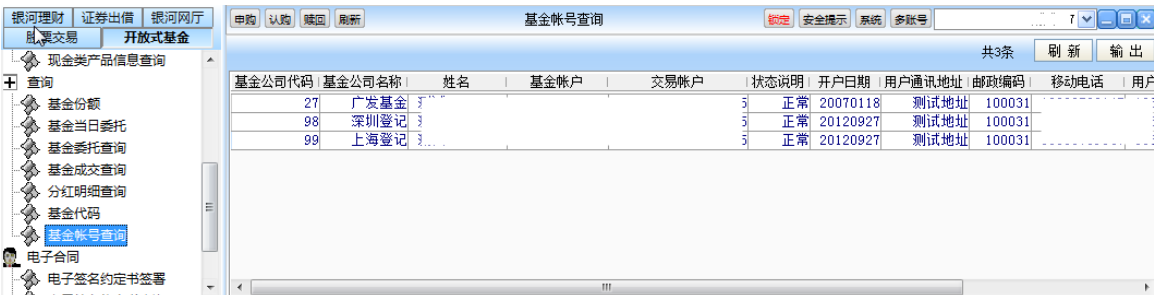 银河理财 证券出借 银河网厅
股票交易 开放式基金
现金类产品信息查询
查询
基金份额
基金当日委托
基金委托查询
基金成交查询
分红明细查询
基金代码
基金帐号查询
电子合同
电子签名约定书签署
申购 认购 赎回 刷新 基金帐号查询 锁定 安全提示 系统 多账号 7
共3条 刷 新 输 出
基金公司代码 基金公司名称 姓名 基金帐户 交易帐户 状态说明 开户日期 用户通讯地址 邮政编码 移动电话 用户
27 广发基金 正常 20070118 测试地址 100031
98 深圳登记 正常 20120927 测试地址 100031
99 上海登记 正常 20120927 测试地址 100031